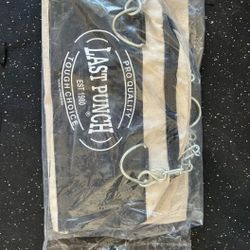 PRO QUALITY
LAST PUNCH®
EST 1980
TOUGH CHOICE